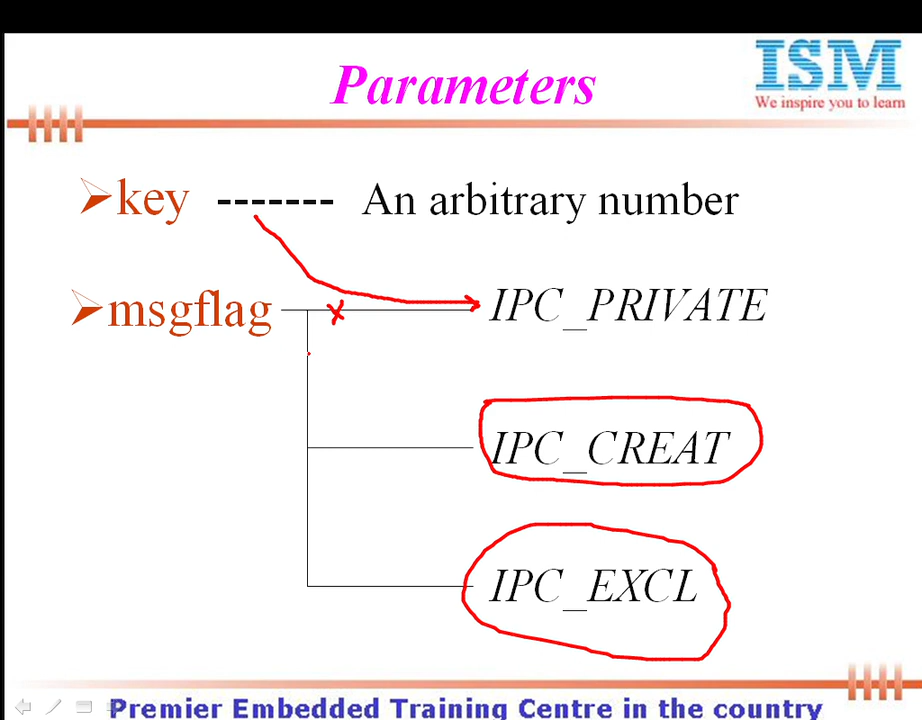 Parameters
ISM
We inspire you to learn
key ------- An arbitrary number
msgflag IPC_PRIVATE
IPC_CREAT
IPC_EXCL
Premier Embedded Training Centre in the country